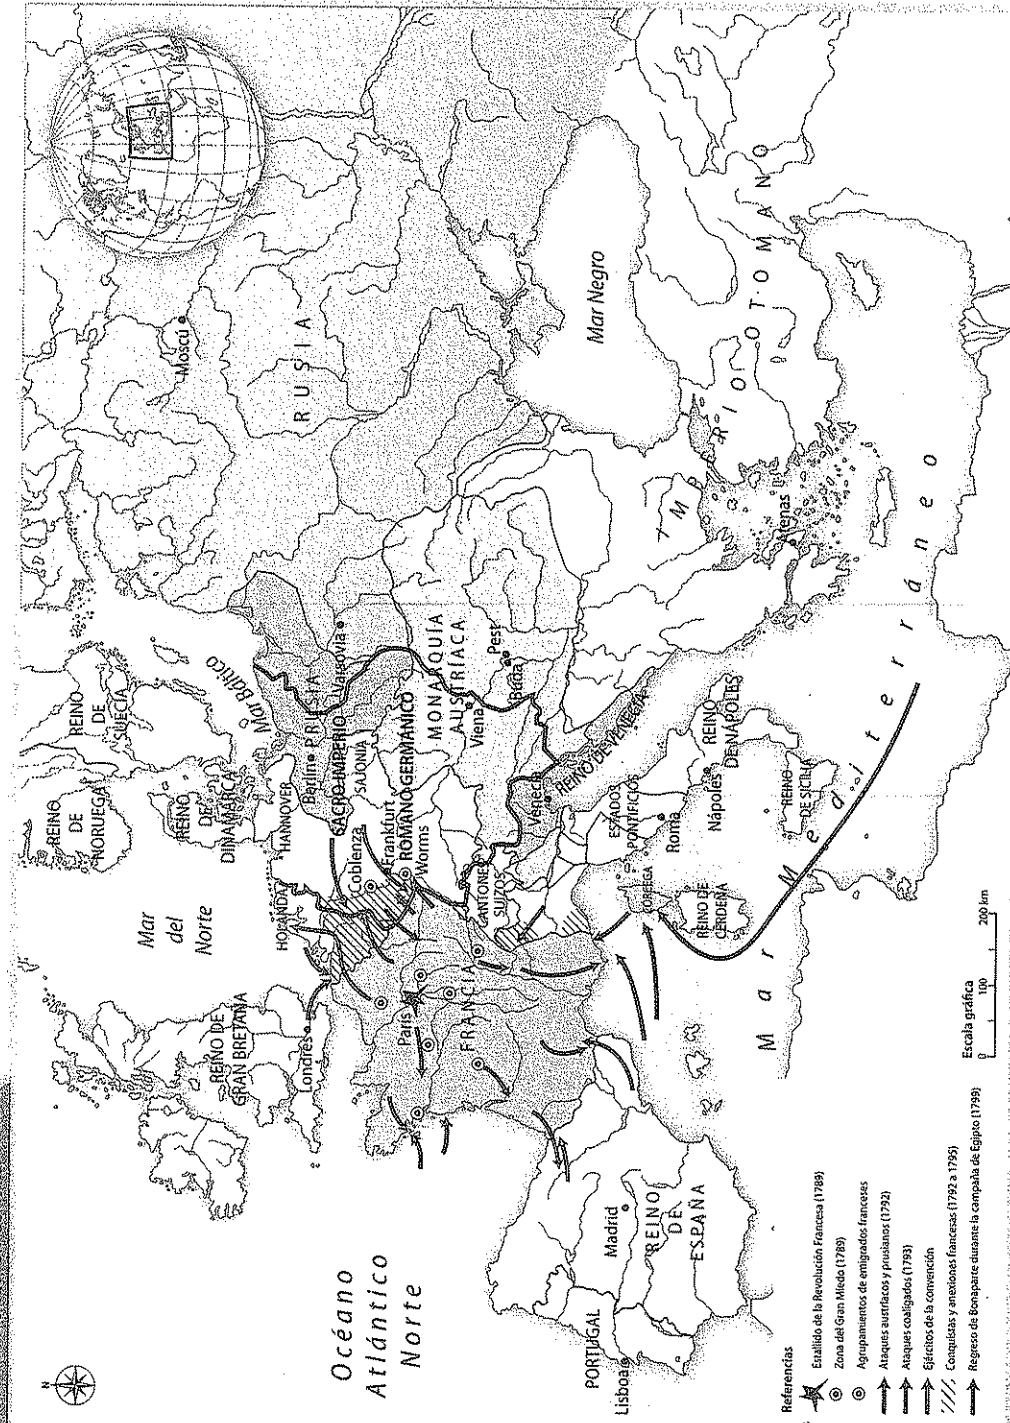 N
Océano
Atlántico
Norte
Mar
del
Norte
REINO
DE
NORUEGA
REINO
DE
SUECIA
REINO
DE
DINAMARCA
Mar Báltico
Moscú
RUSIA
REINO DE
GRAN BRETAÑA
Londres
HOLANDA
HANNOVER
Berlín
PRUSIA
Varsovia
SACRO IMPERIO
ROMANO GERMÁNICO
SAJONIA
Coblenza
Frankfurt
Worms
MONARQUÍA
AUSTRÍACA
Viena
Pest
Buda
París
FRANCIA
CANTONES
SUIZOS
Venecia
REINO DE VENECIA
ESTADOS
PONTIFICIOS
Roma
CÓRCEGA
REINO DE
CERDEÑA
Nápoles
REINO
DE NÁPOLES
REINO
DE SICILIA
Mar Negro
IMPERIO OTOMANO
Atenas
Mar Mediterráneo
PORTUGAL
Lisboa
Madrid
REINO
DE
ESPAÑA
Referencias
Estallido de la Revolución Francesa (1789)
Zona del Gran Miedo (1789)
Agrupamientos de emigrados franceses
Ataques austríacos y prusianos (1792)
Ataques coaligados (1793)
Ejércitos de la convención
Conquistas y anexiones francesas (1792 a 1795)
Regreso de Bonaparte durante la campaña de Egipto (1799)
Escala gráfica
0 100 200 km